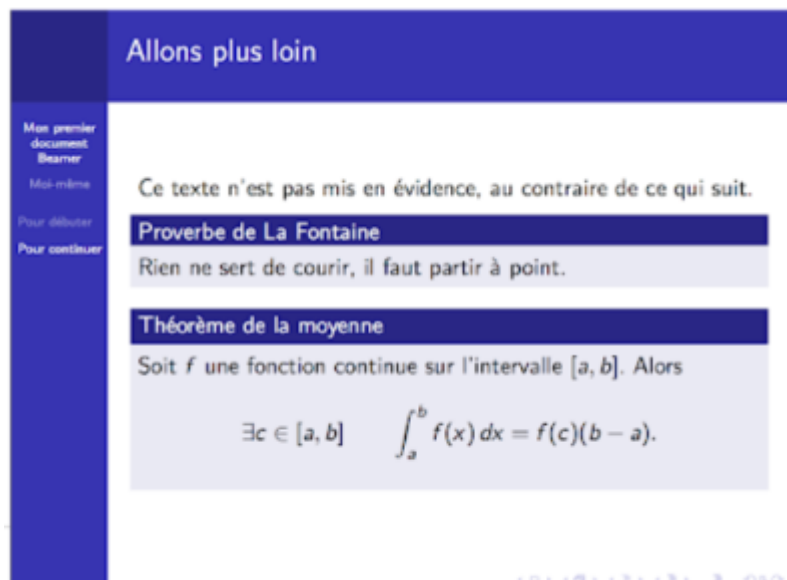 Allons plus loin
Mon premier
document
Beamer
Moi-même
Pour débuter
Pour continuer
Ce texte n'est pas mis en évidence, au contraire de ce qui suit.
Proverbe de La Fontaine
Rien ne sert de courir, il faut partir à point.
Théorème de la moyenne
Soit f une fonction continue sur l'intervalle [a, b]. Alors
∃c ∈ [a, b] ∫_a^b f(x) dx = f(c)(b − a).